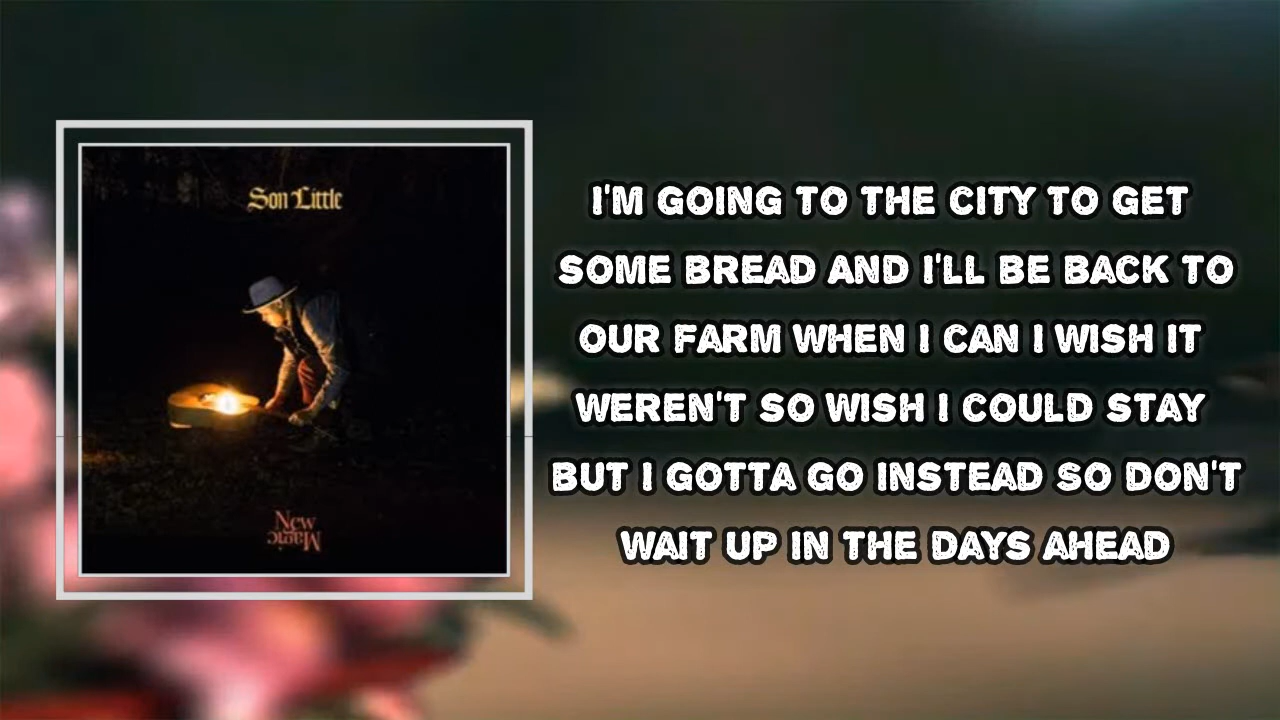 Son Little
New
Magic
I'M GOING TO THE CITY TO GET
SOME BREAD AND I'LL BE BACK TO
OUR FARM WHEN I CAN I WISH IT
WEREN'T SO WISH I COULD STAY
BUT I GOTTA GO INSTEAD SO DON'T
WAIT UP IN THE DAYS AHEAD